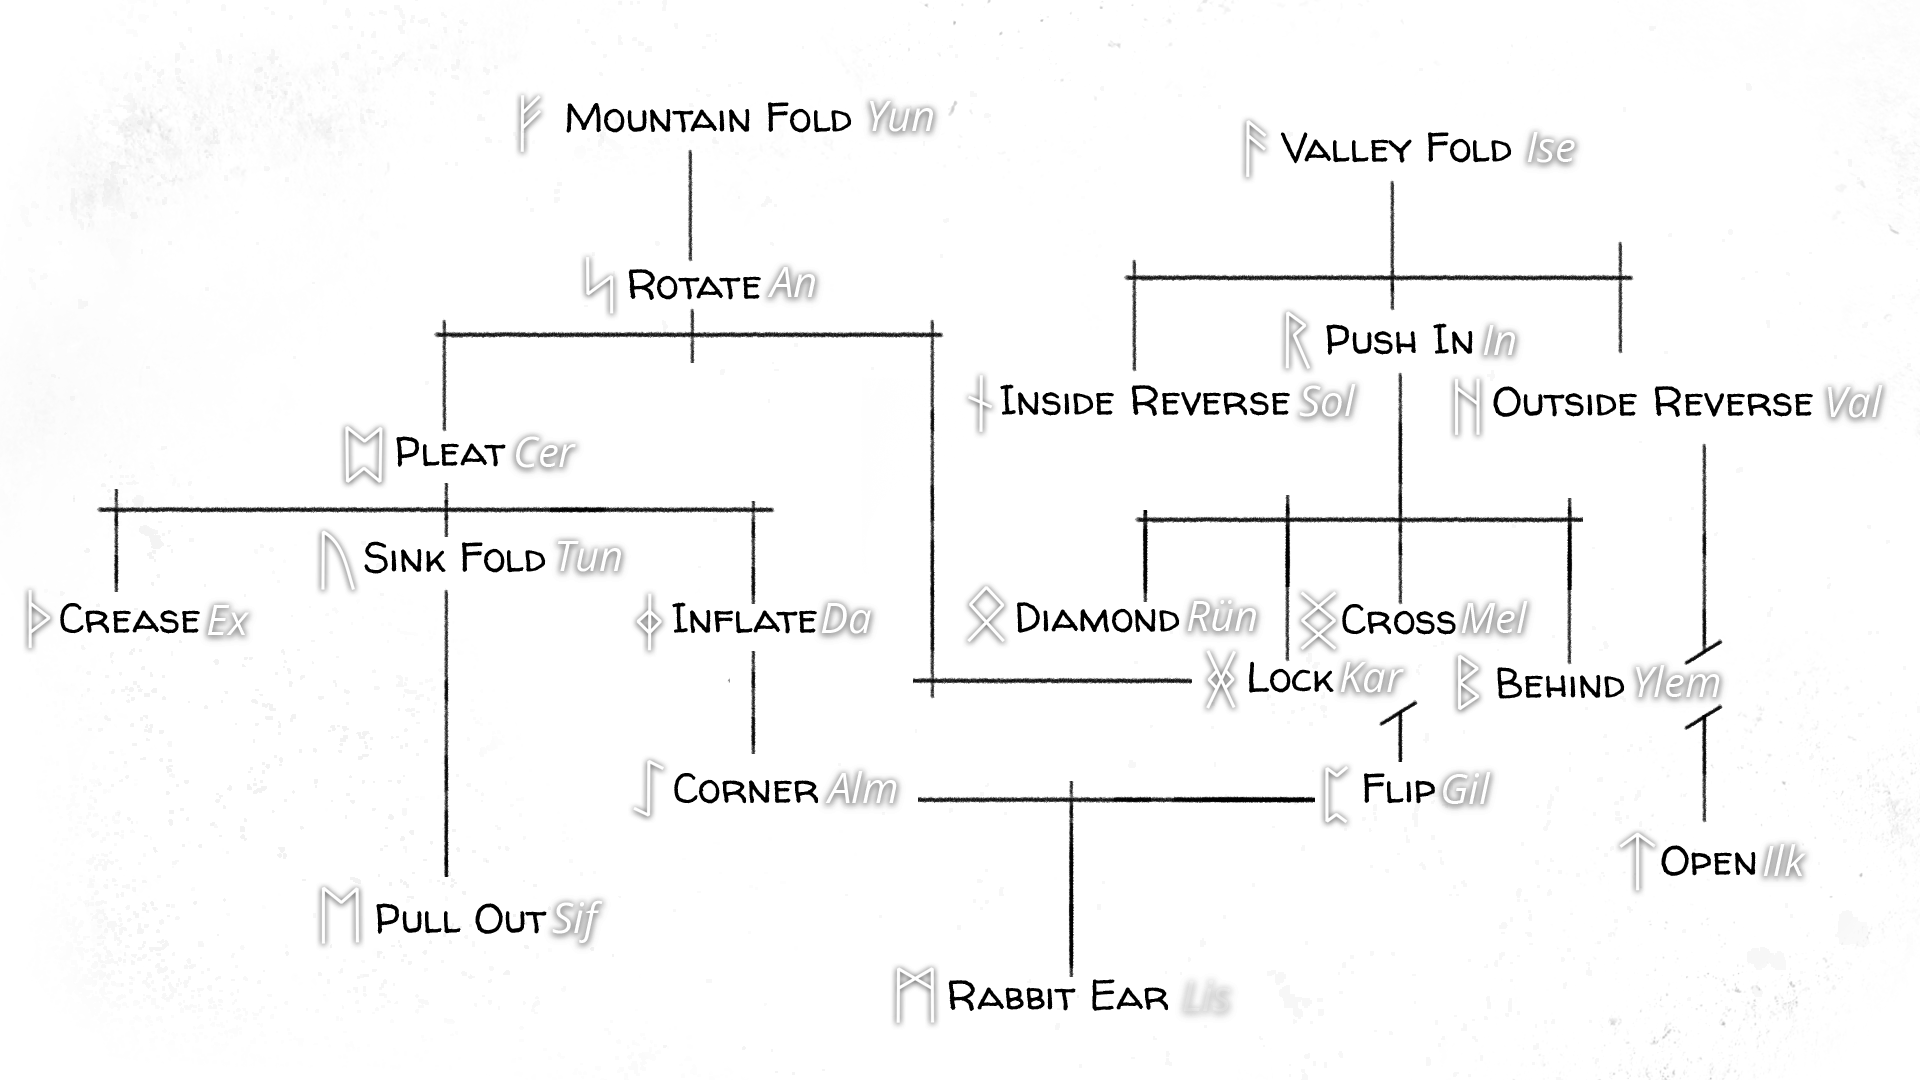 ᚠ Mountain Fold Yun
ᚨ Valley Fold Ise
ᛋ Rotate An
ᚱ Push In In
ᚾ Inside Reverse Sol
ᚺ Outside Reverse Val
ᛈ Pleat Cer
ᚢ Sink Fold Tun
ᚦ Crease Ex
Inflate Da
ᛟ Diamond Rün
ᛝ Cross Mel
Lock Kar
ᛒ Behind Ylem
ᛇ Corner Alm
ᛈ Flip Gil
ᛏ Open Ilk
ᛖ Pull Out Sif
ᛗ Rabbit Ear Lis